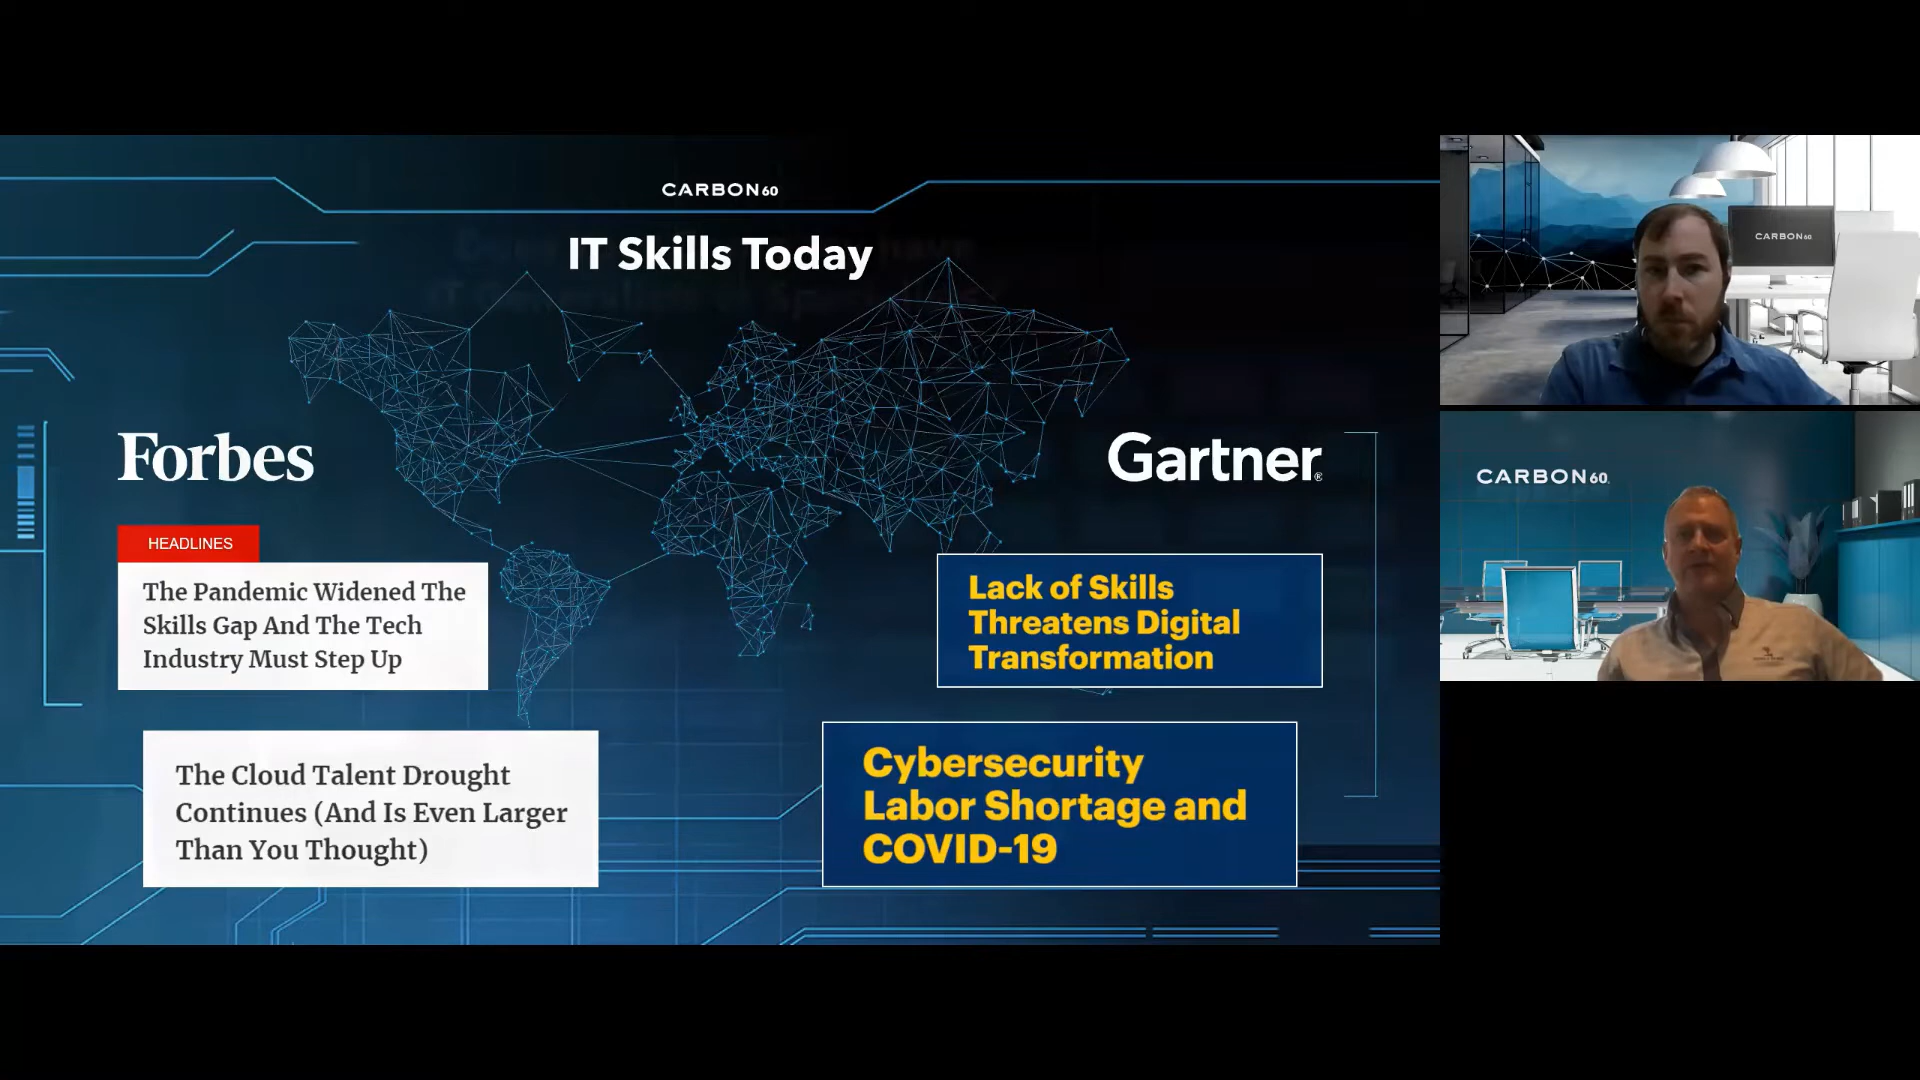 CARBON60
IT Skills Today
Forbes
HEADLINES
The Pandemic Widened The
Skills Gap And The Tech
Industry Must Step Up
The Cloud Talent Drought
Continues (And Is Even Larger
Than You Thought)
Gartner®
Lack of Skills
Threatens Digital
Transformation
Cybersecurity
Labor Shortage and
COVID-19
CARBON60
CARBON60